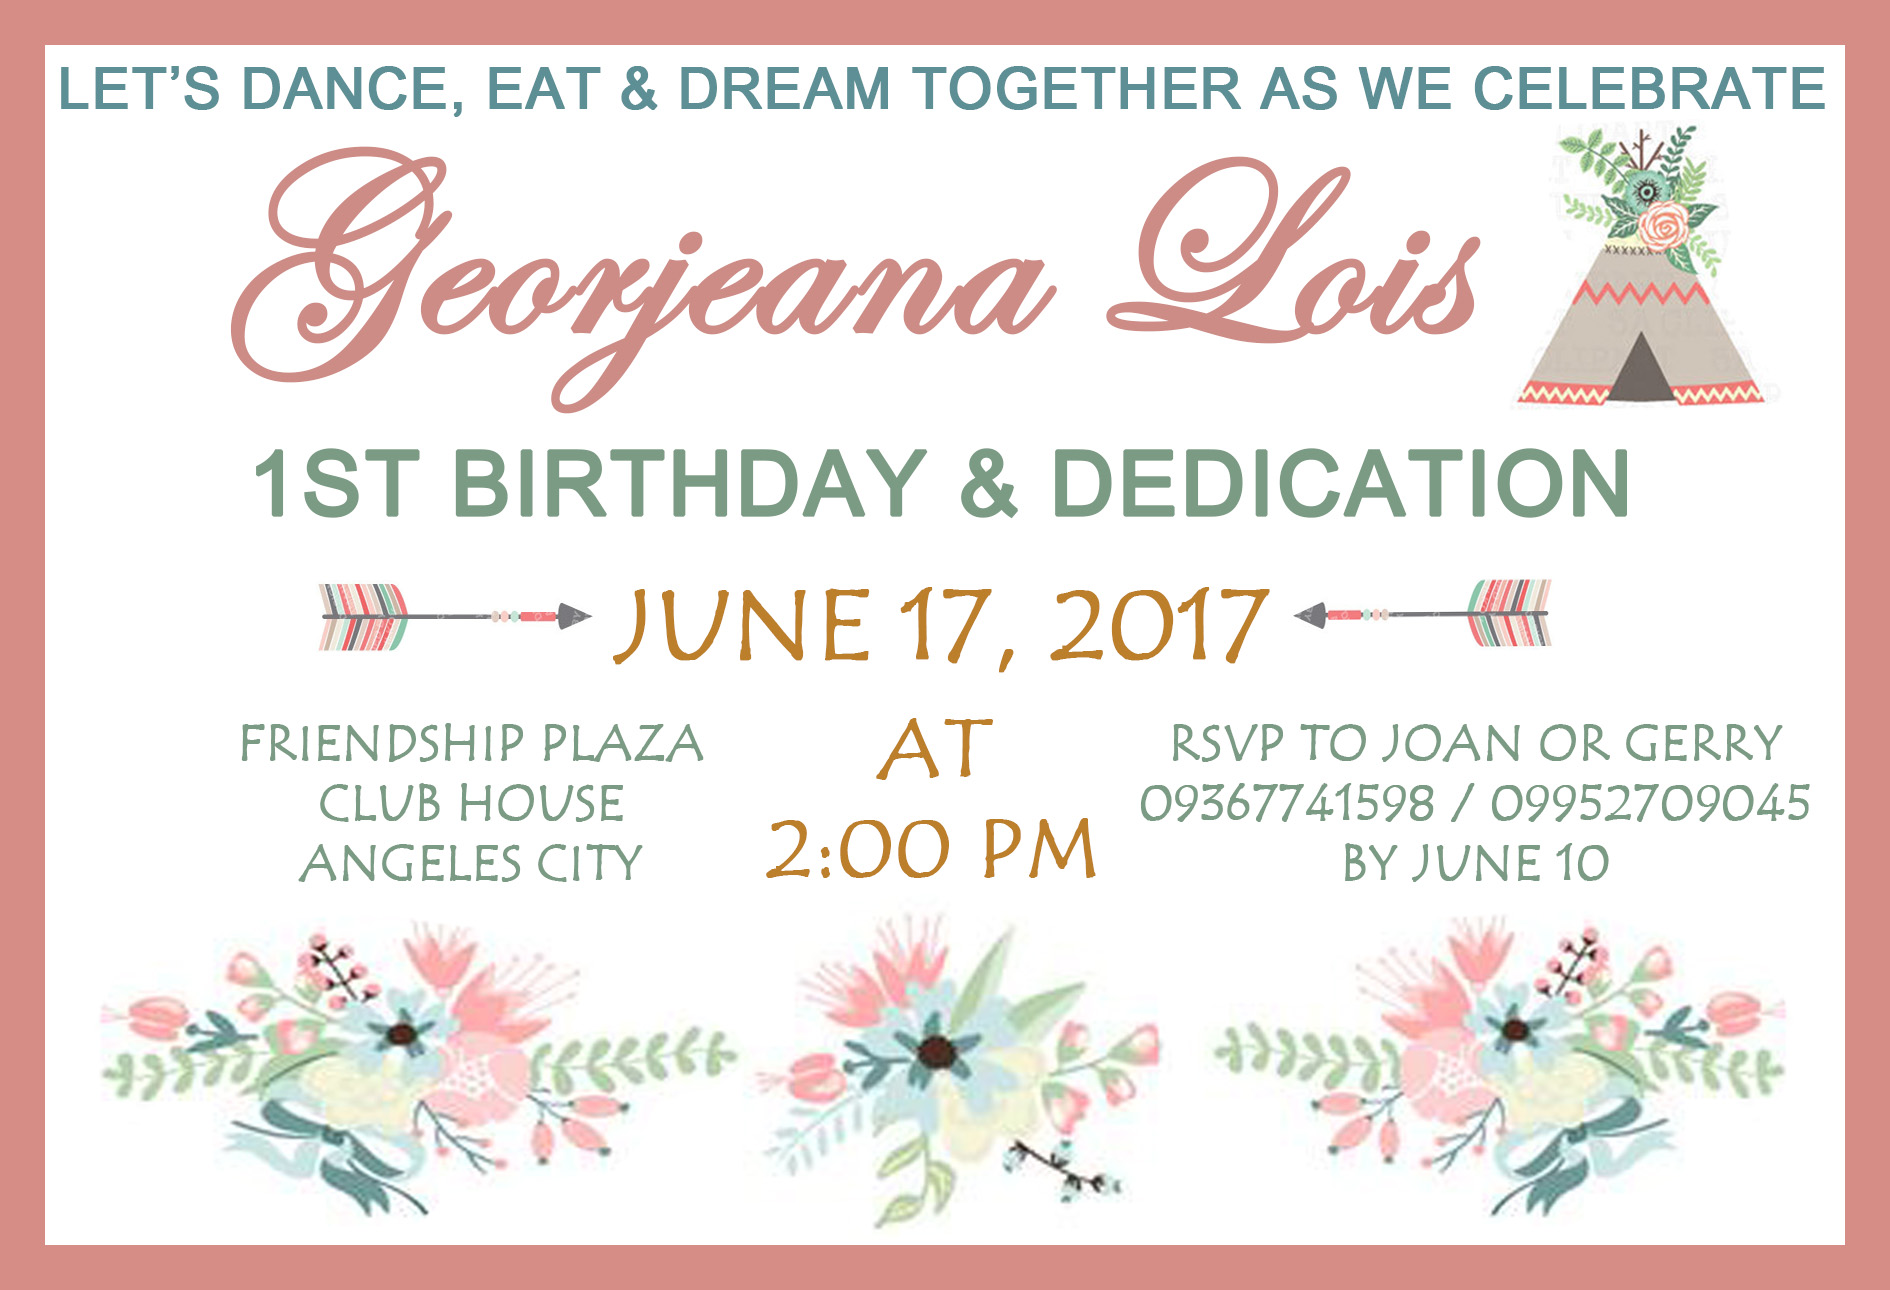 LET'S DANCE, EAT & DREAM TOGETHER AS WE CELEBRATE
Georjeana Lois
1ST BIRTHDAY & DEDICATION
JUNE 17, 2017
AT
2:00 PM
FRIENDSHIP PLAZA
CLUB HOUSE
ANGELES CITY
RSVP TO JOAN OR GERRY
09367741598 / 09952709045
BY JUNE 10